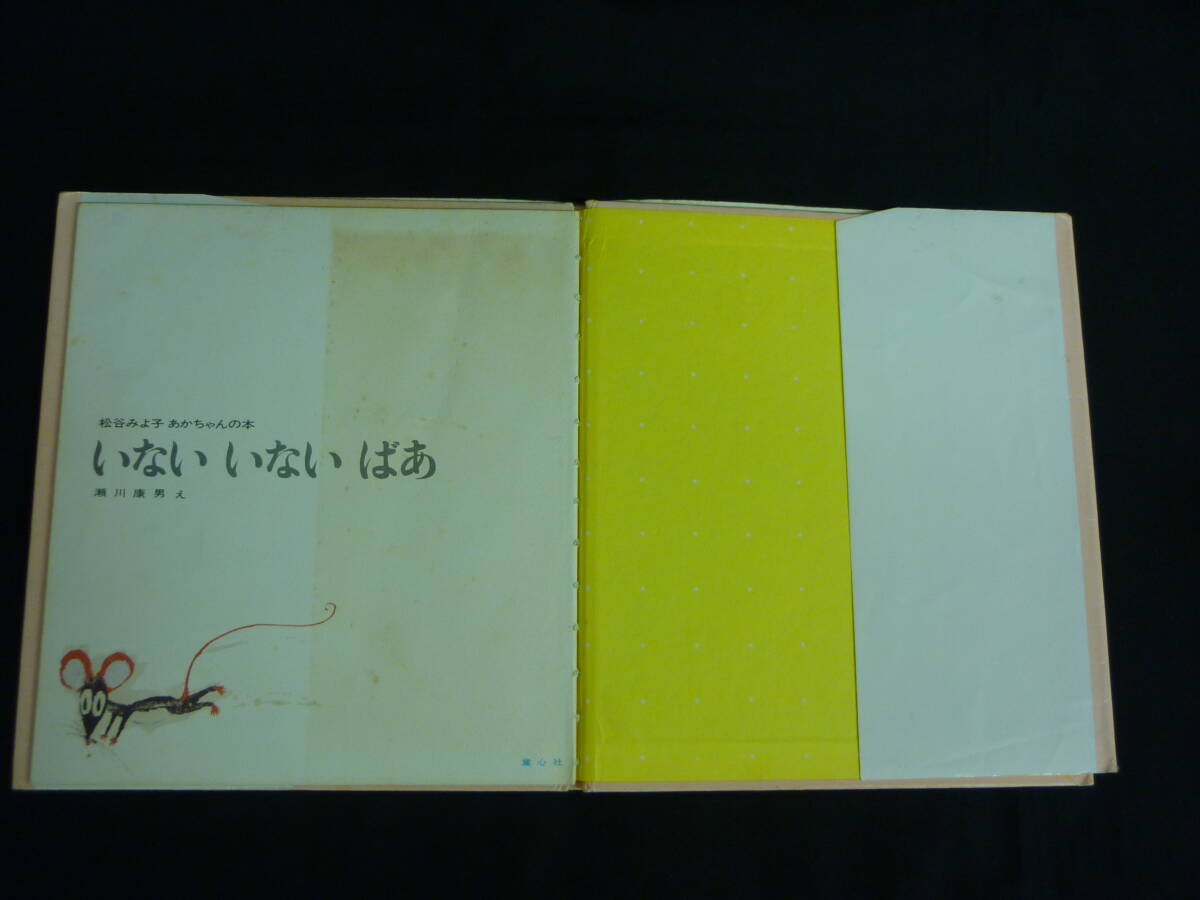 松谷みよ子 あかちゃんの本
いない いない ばあ
瀬川康男 え
童心社